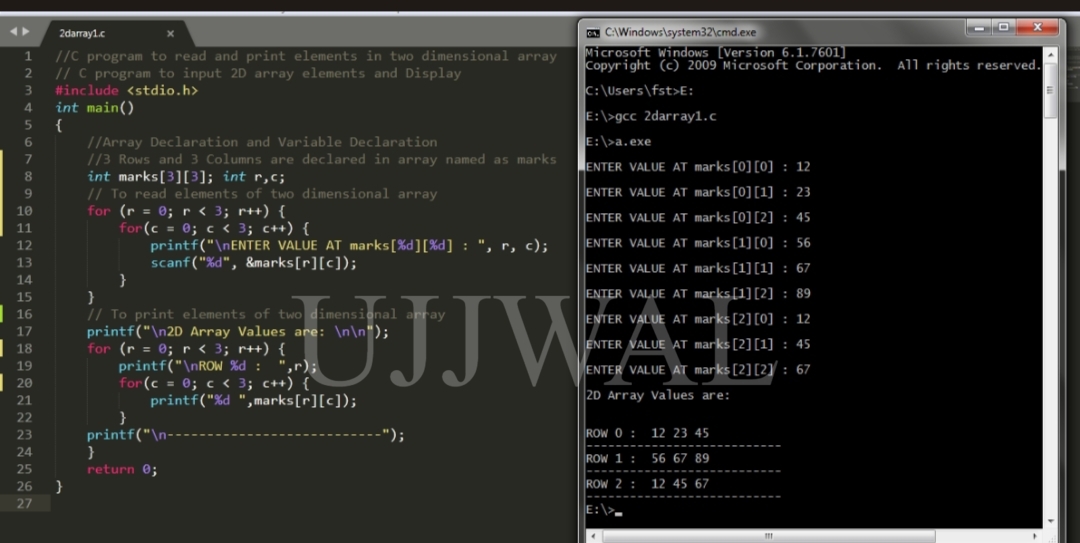 2darray1.c ×
1 //C program to read and print elements in two dimensional array
2 // C program to input 2D array elements and Display
3 #include <stdio.h>
4 int main()
5 {
6 //Array Declaration and Variable Declaration
7 //3 Rows and 3 Columns are declared in array named as marks
8 int marks[3][3]; int r,c;
9 // To read elements of two dimensional array
10 for (r = 0; r < 3; r++) {
11 for(c = 0; c < 3; c++) {
12 printf("\nENTER VALUE AT marks[%d][%d] : ", r, c);
13 scanf("%d", &marks[r][c]);
14 }
15 }
16 // To print elements of two dimensional array
17 printf("\n2D Array Values are: \n\n");
18 for (r = 0; r < 3; r++) {
19 printf("\nROW %d :  ",r);
20 for(c = 0; c < 3; c++) {
21 printf("%d ",marks[r][c]);
22 }
23 printf("\n---------------------------");
24 }
25 return 0;
26 }
27
C:\Windows\system32\cmd.exe
Microsoft Windows [Version 6.1.7601]
Copyright (c) 2009 Microsoft Corporation.  All rights reserved.
C:\Users\fst>E:
E:\>gcc 2darray1.c
E:\>a.exe
ENTER VALUE AT marks[0][0] : 12
ENTER VALUE AT marks[0][1] : 23
ENTER VALUE AT marks[0][2] : 45
ENTER VALUE AT marks[1][0] : 56
ENTER VALUE AT marks[1][1] : 67
ENTER VALUE AT marks[1][2] : 89
ENTER VALUE AT marks[2][0] : 12
ENTER VALUE AT marks[2][1] : 45
ENTER VALUE AT marks[2][2] : 67
2D Array Values are:
ROW 0 :  12 23 45
---------------------------
ROW 1 :  56 67 89
---------------------------
ROW 2 :  12 45 67
---------------------------
E:\>_
UJJWAL